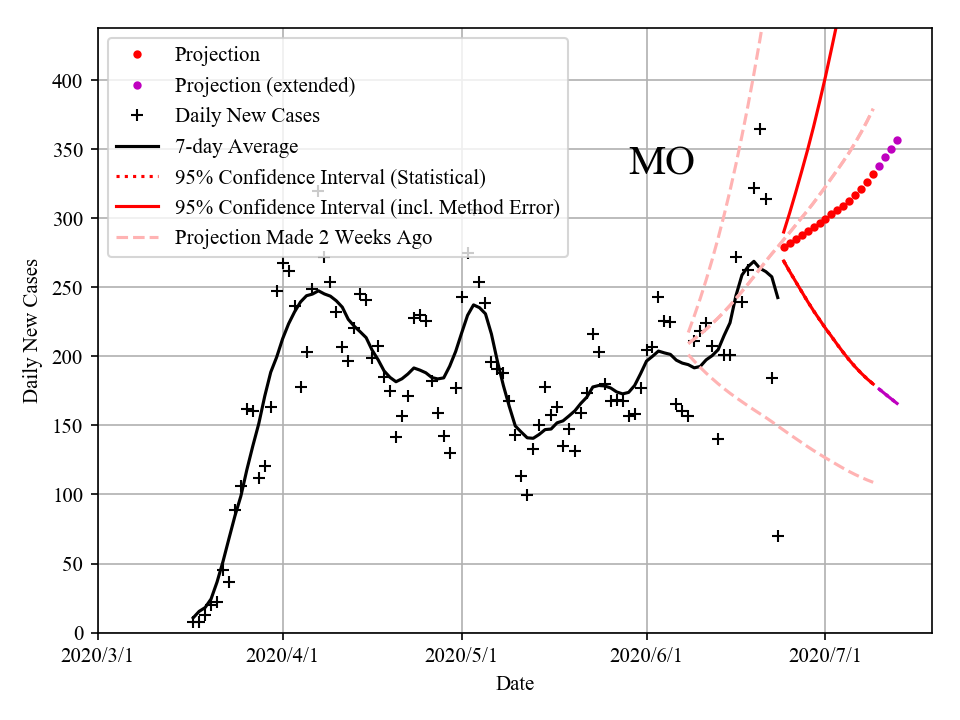 Projection
Projection (extended)
Daily New Cases
7-day Average
95% Confidence Interval (Statistical)
95% Confidence Interval (incl. Method Error)
Projection Made 2 Weeks Ago
MO
400
350
300
250
200
150
100
50
0
Daily New Cases
2020/3/1 2020/4/1 2020/5/1 2020/6/1 2020/7/1
Date